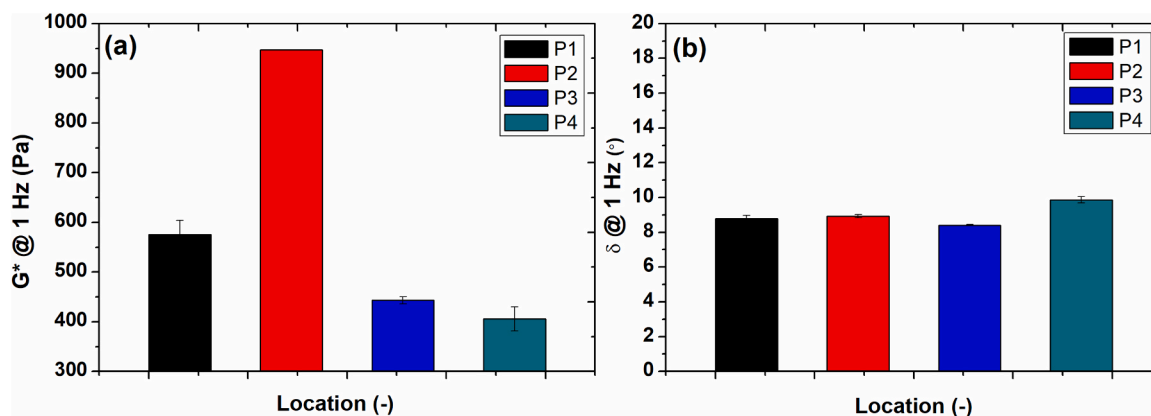 (a)
G* @ 1 Hz (Pa)
1000
900
800
700
600
500
400
300
P1
P2
P3
P4
Location (-)
(b)
δ @ 1 Hz (°)
20
18
16
14
12
10
8
6
4
2
0
P1
P2
P3
P4
Location (-)